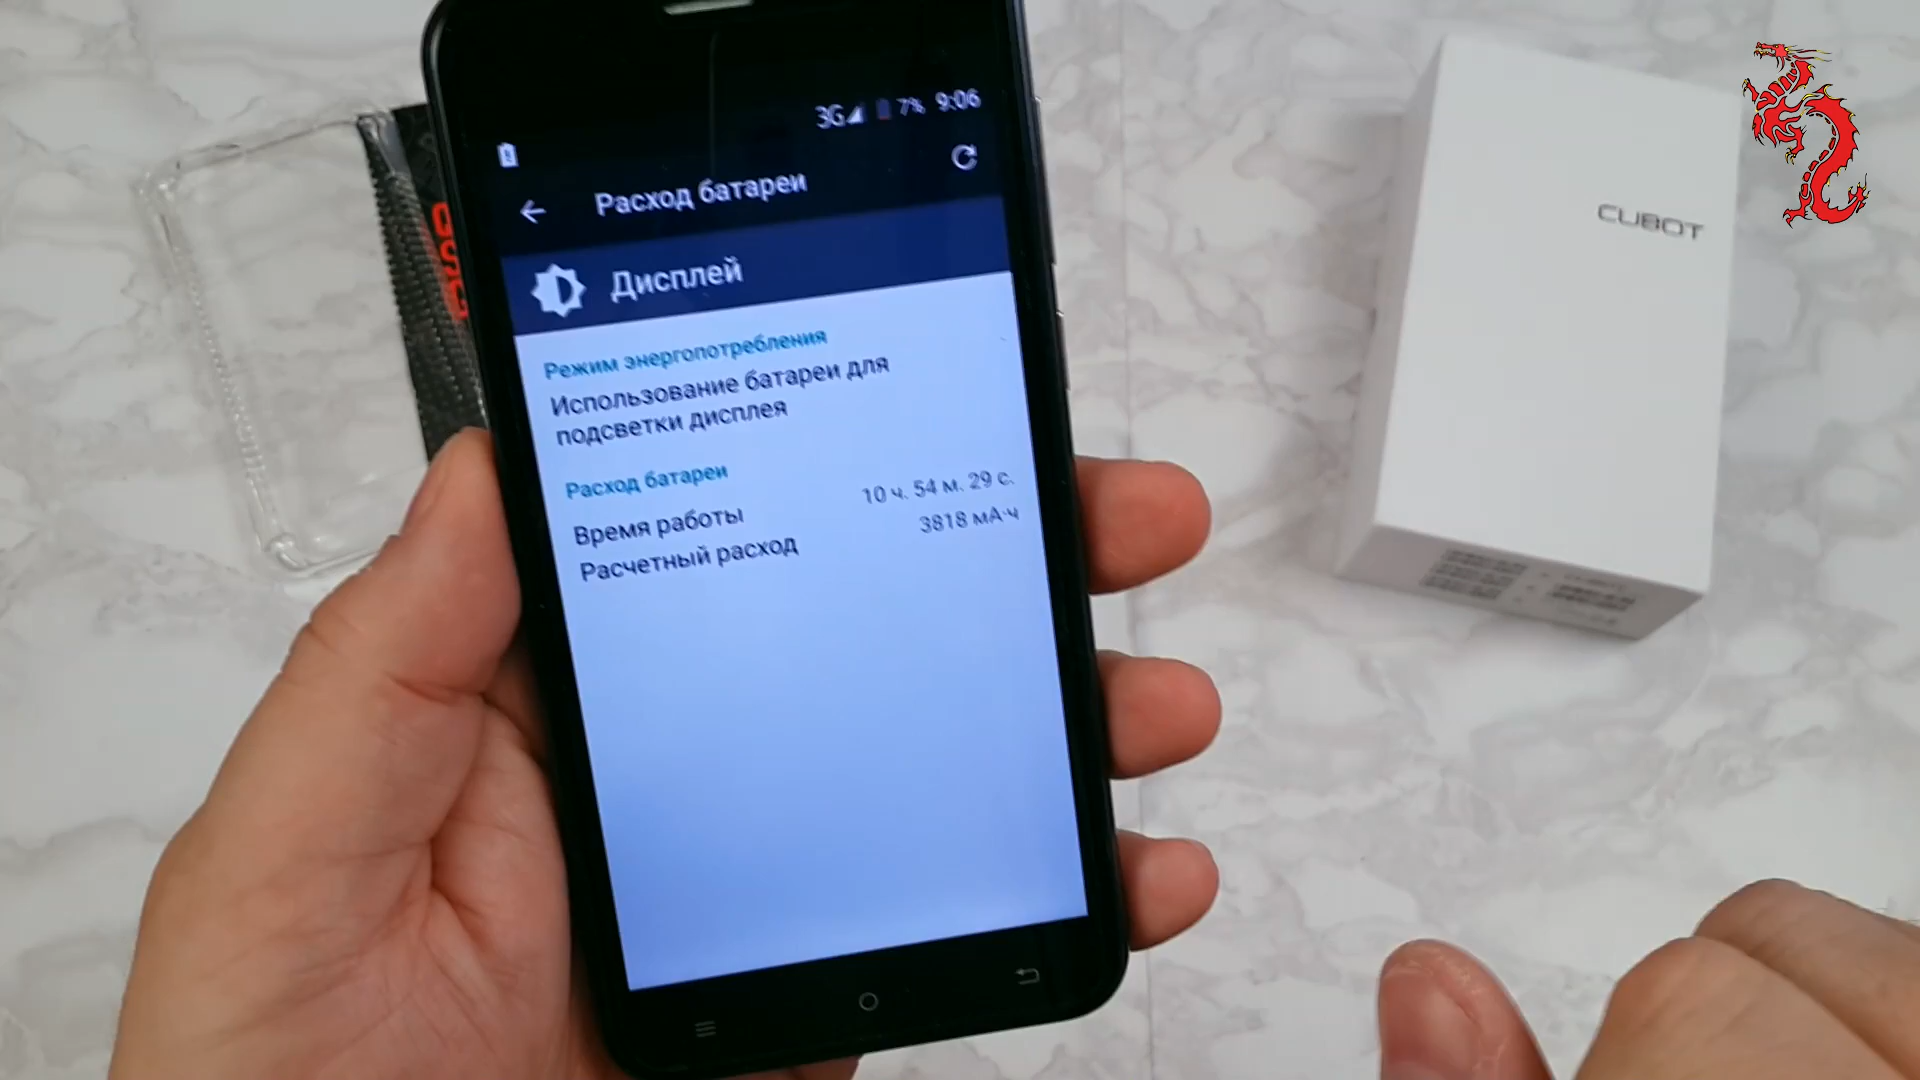 3G 7% 9:06
Расход батареи
Дисплей
Режим энергопотребления
Использование батареи для
подсветки дисплея
Расход батареи
Время работы 10 ч. 54 м. 29 с.
Расчетный расход 3818 мА·ч
CUBOT